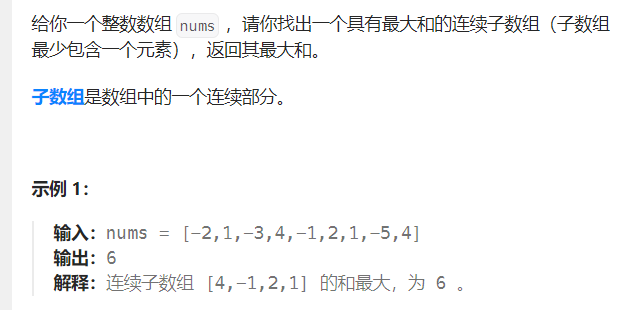 给你一个整数数组 nums ，请你找出一个具有最大和的连续子数组（子数组
最少包含一个元素），返回其最大和。
子数组是数组中的一个连续部分。
示例 1：
输入：nums = [-2,1,-3,4,-1,2,1,-5,4]
输出：6
解释：连续子数组 [4,-1,2,1] 的和最大，为 6 。